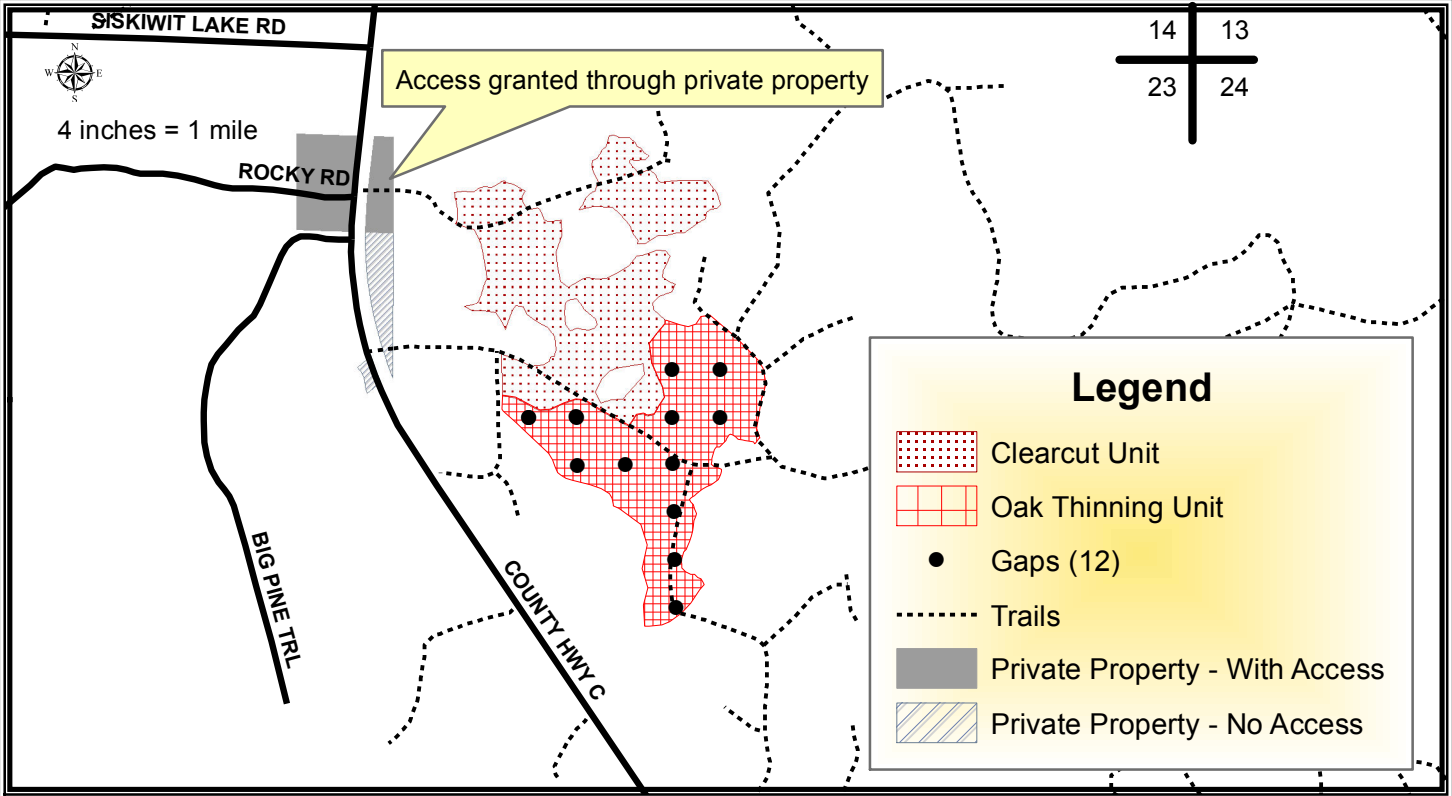 SISKIWIT LAKE RD
14 13
23 24
N
W E
S
Access granted through private property
4 inches = 1 mile
ROCKY RD
Legend
Clearcut Unit
Oak Thinning Unit
Gaps (12)
Trails
Private Property - With Access
Private Property - No Access
BIG PINE TRL
COUNTY HWY C